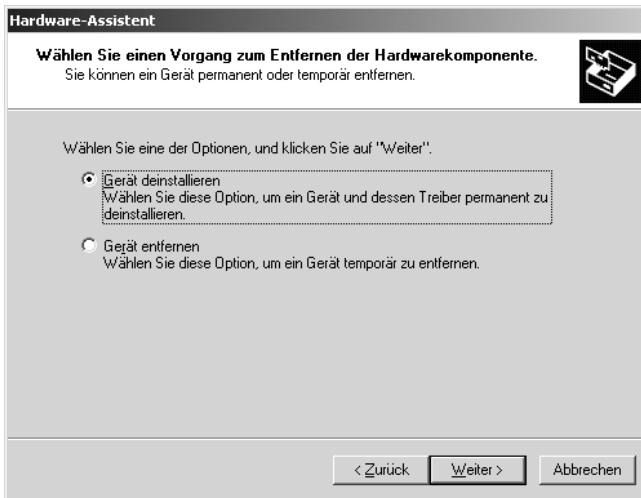 Hardware-Assistent
Wählen Sie einen Vorgang zum Entfernen der Hardwarekomponente.
Sie können ein Gerät permanent oder temporär entfernen.
Wählen Sie eine der Optionen, und klicken Sie auf "Weiter".
Gerät deinstallieren
Wählen Sie diese Option, um ein Gerät und dessen Treiber permanent zu
deinstallieren.
Gerät entfernen
Wählen Sie diese Option, um ein Gerät temporär zu entfernen.
< Zurück Weiter > Abbrechen